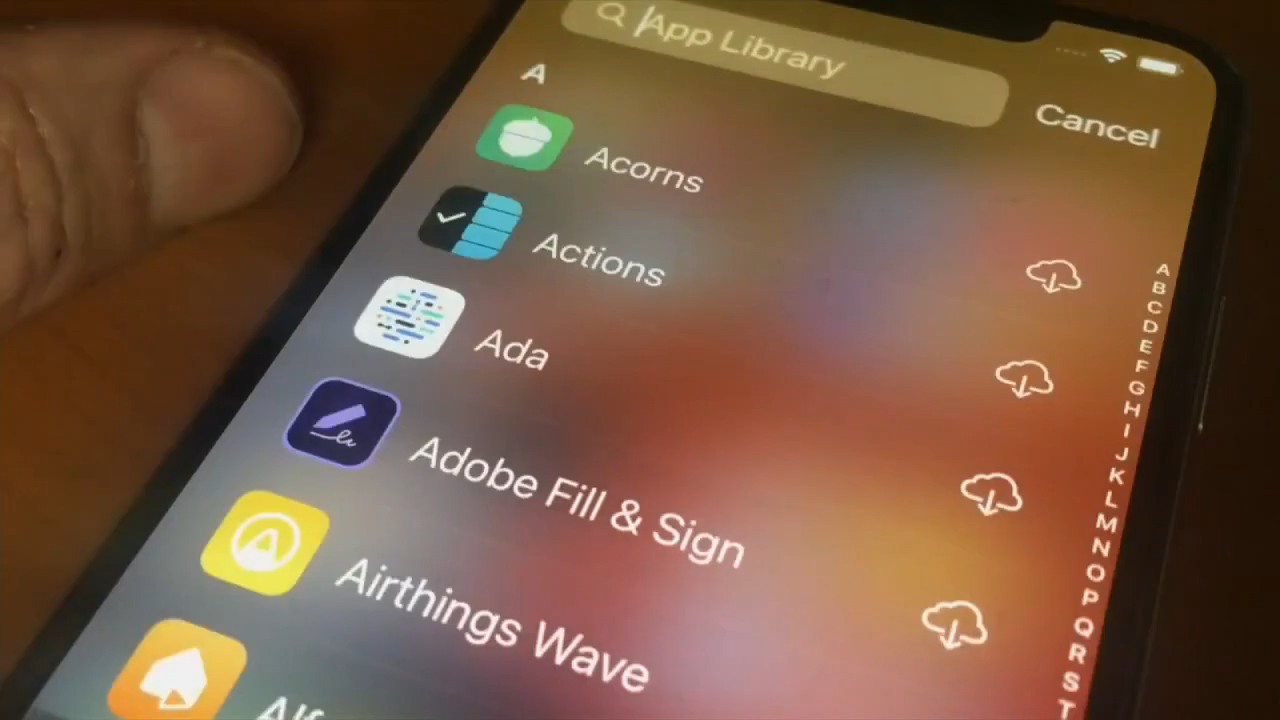 App Library
Cancel
A
Acorns
Actions
Ada
Adobe Fill & Sign
Airthings Wave
A
B
C
D
E
F
G
H
I
J
K
L
M
N
O
P
Q
R
S
T